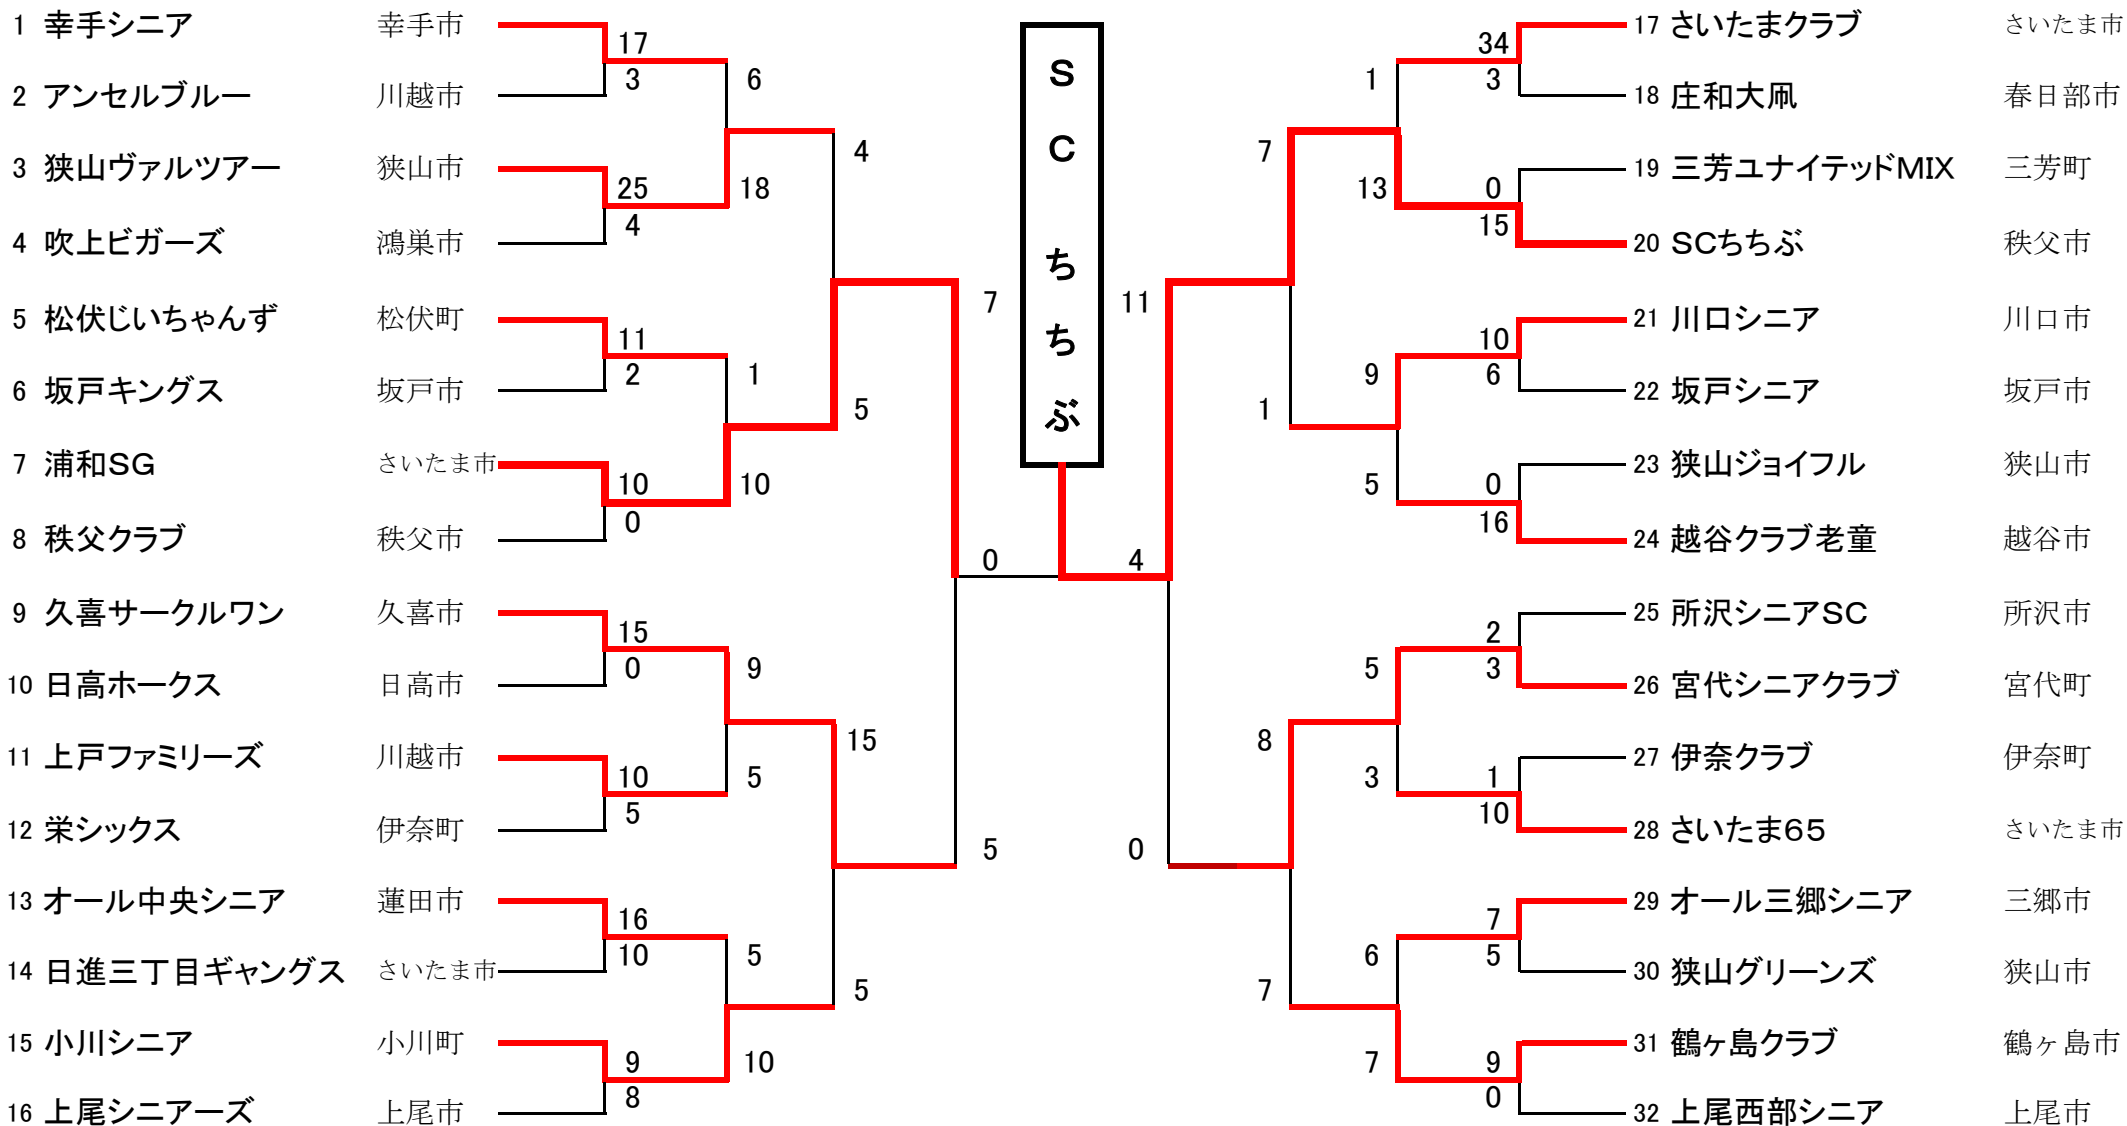 1 幸手シニア 幸手市
2 アンセルブルー 川越市
3 狭山ヴァルツアー 狭山市
4 吹上ビガーズ 鴻巣市
5 松伏じいちゃんず 松伏町
6 坂戸キングス 坂戸市
7 浦和SG さいたま市
8 秩父クラブ 秩父市
9 久喜サークルワン 久喜市
10 日高ホークス 日高市
11 上戸ファミリーズ 川越市
12 栄シックス 伊奈町
13 オール中央シニア 蓮田市
14 日進三丁目ギャングス さいたま市
15 小川シニア 小川町
16 上尾シニアーズ 上尾市
17
3
25
4
11
2
10
0
15
0
10
5
16
10
9
8
6
18
1
10
9
5
5
10
4
5
15
5
7
5
0
SC ちちぶ
4
11
0
7
1
8
7
1
13
9
5
5
3
6
7
34
3
0
15
10
6
0
16
2
3
1
10
7
5
9
0
17 さいたまクラブ さいたま市
18 庄和大凧 春日部市
19 三芳ユナイテッドMIX 三芳町
20 SCちちぶ 秩父市
21 川口シニア 川口市
22 坂戸シニア 坂戸市
23 狭山ジョイフル 狭山市
24 越谷クラブ老童 越谷市
25 所沢シニアSC 所沢市
26 宮代シニアクラブ 宮代町
27 伊奈クラブ 伊奈町
28 さいたま65 さいたま市
29 オール三郷シニア 三郷市
30 狭山グリーンズ 狭山市
31 鶴ヶ島クラブ 鶴ヶ島市
32 上尾西部シニア 上尾市